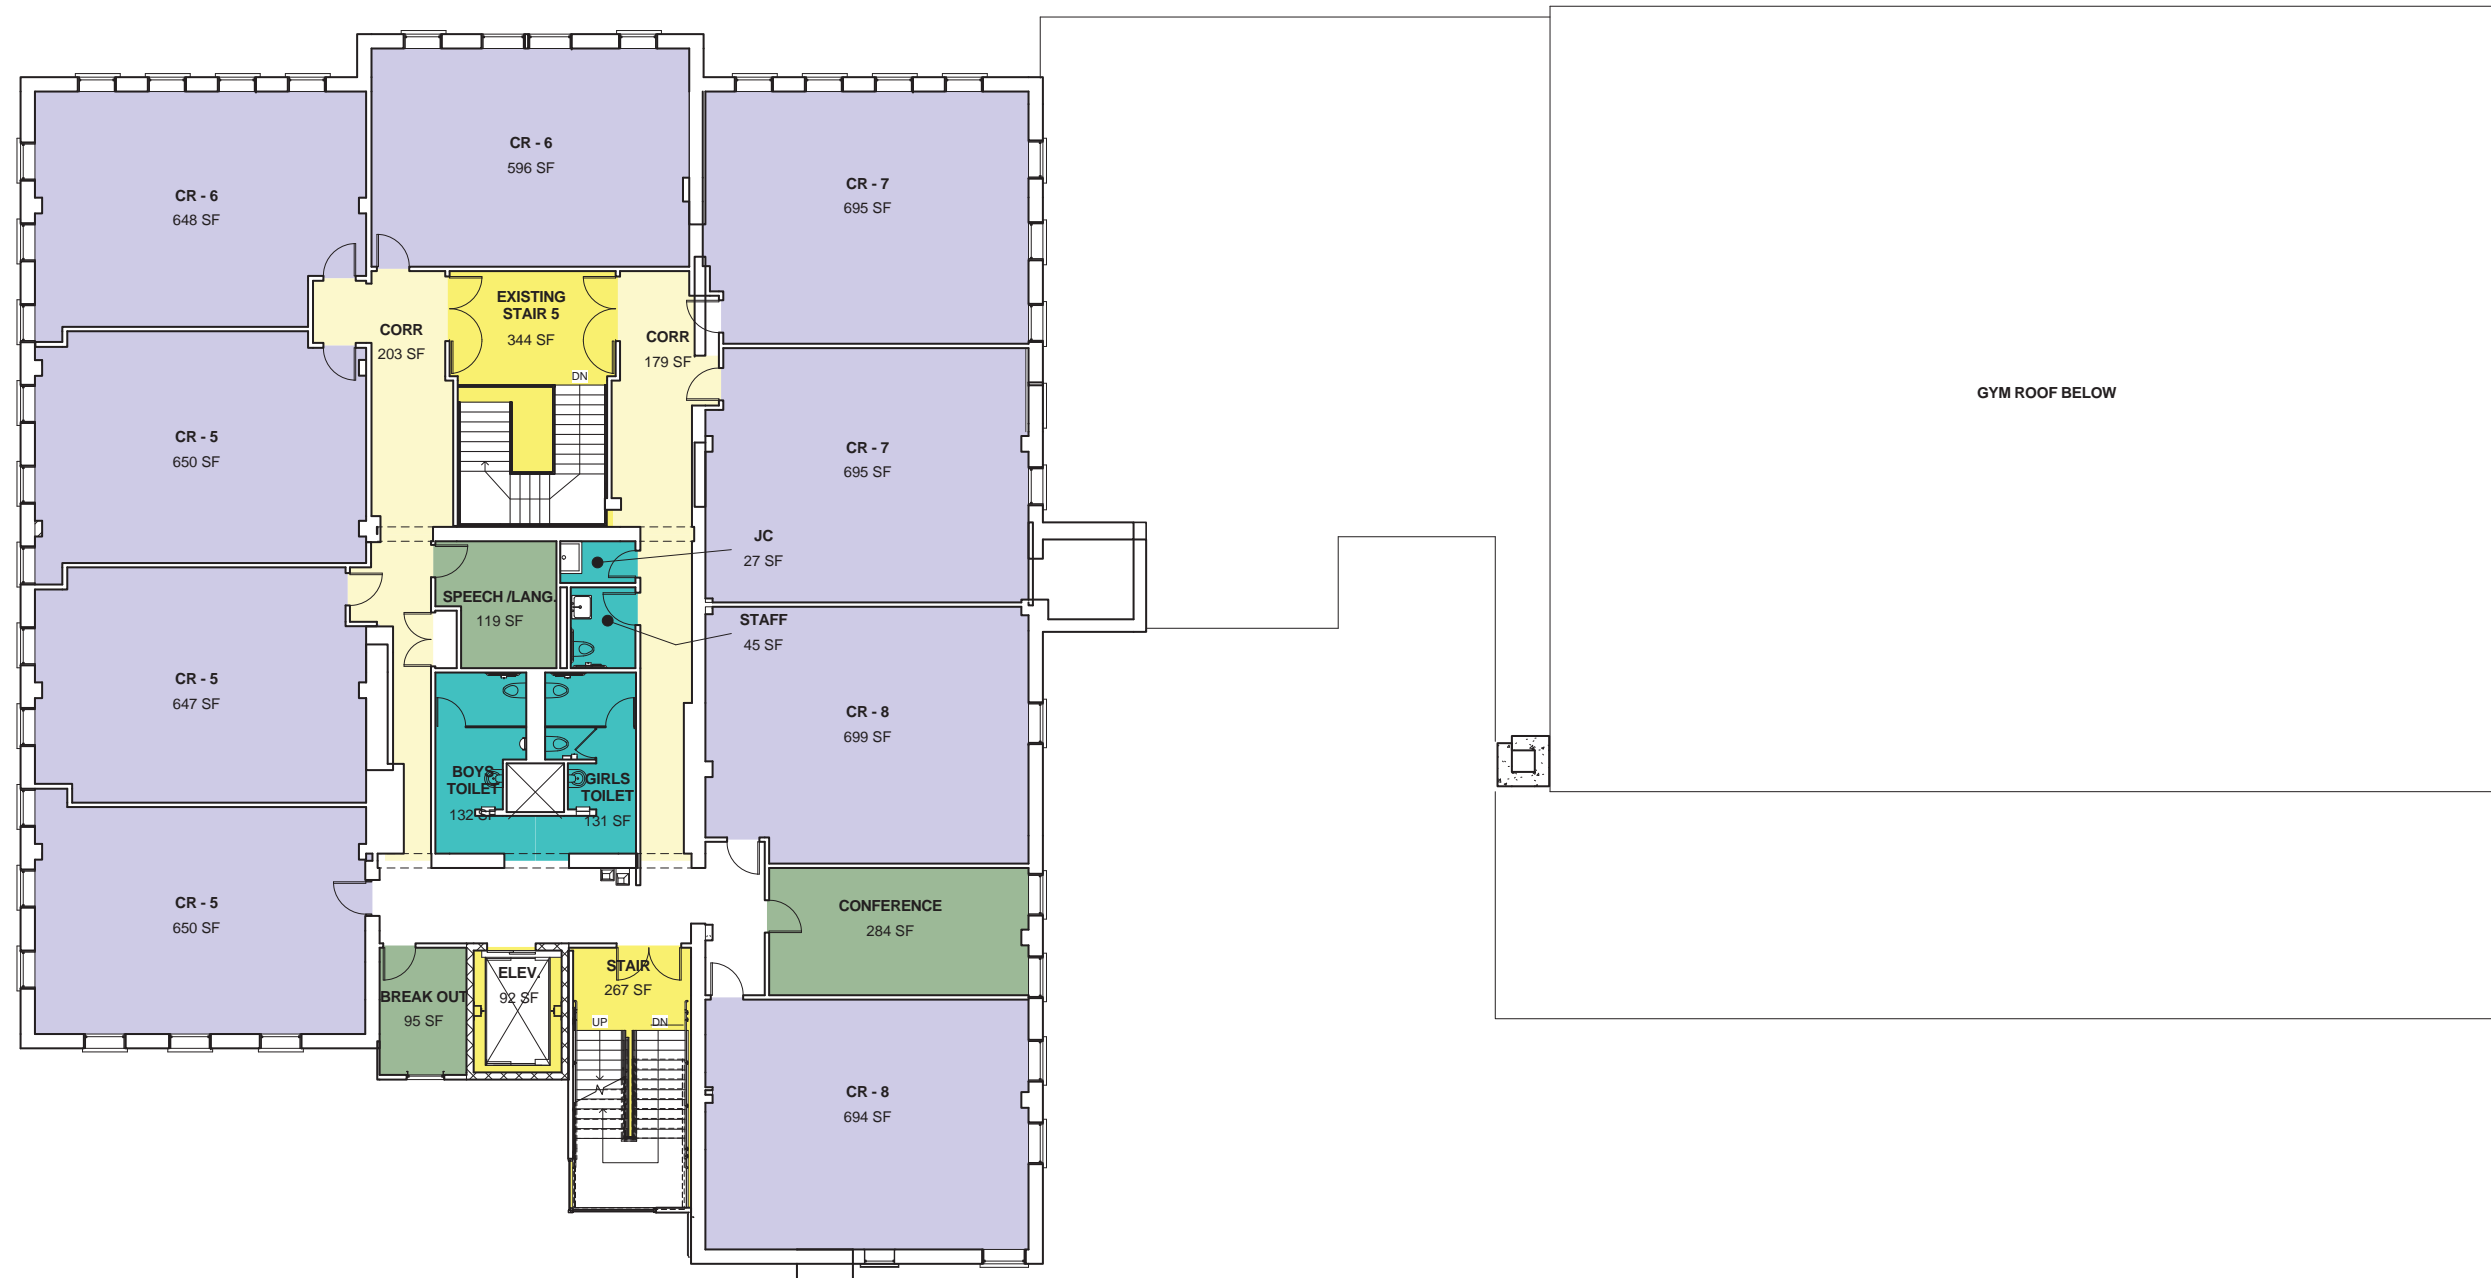 CR - 6
596 SF
CR - 6
648 SF
CR - 7
695 SF
EXISTING
STAIR 5
344 SF
CORR
203 SF
CORR
179 SF
DN
GYM ROOF BELOW
CR - 5
650 SF
CR - 7
695 SF
JC
27 SF
SPEECH /LANG.
119 SF
STAFF
45 SF
CR - 5
647 SF
CR - 8
699 SF
BOYS
TOILET
132 SF
GIRLS
TOILET
131 SF
CR - 5
650 SF
CONFERENCE
284 SF
BREAK OUT
95 SF
ELEV.
92 SF
STAIR
267 SF
UP
DN
CR - 8
694 SF